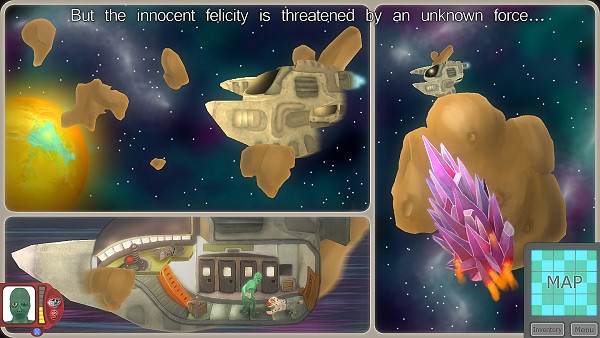 But the innocent felicity is threatened by an unknown force...
MAP
Inventory
Menu
X